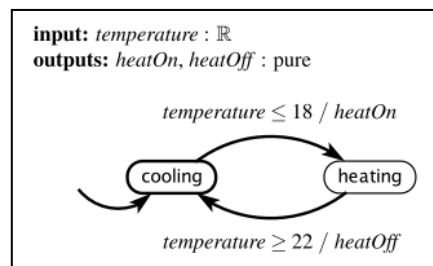 input: temperature : ℝ
outputs: heatOn, heatOff : pure
temperature ≤ 18 / heatOn
cooling
heating
temperature ≥ 22 / heatOff